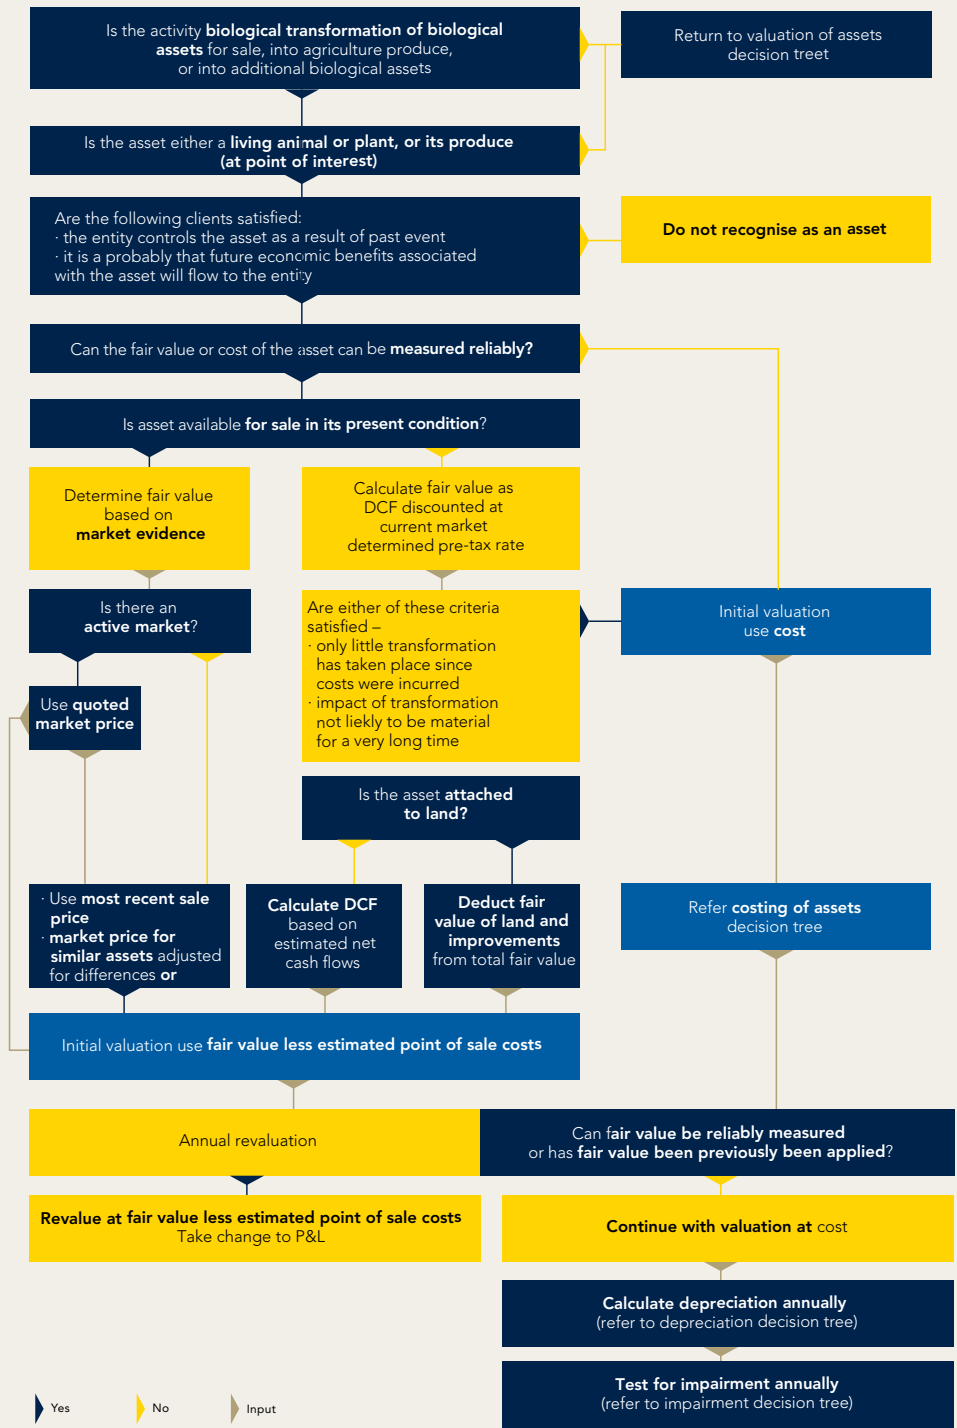 Is the activity biological transformation of biological
assets for sale, into agriculture produce,
or into additional biological assets
Return to valuation of assets
decision treet
Is the asset either a living animal or plant, or its produce
(at point of interest)
Are the following clients satisfied:
· the entity controls the asset as a result of past event
· it is a probably that future economic benefits associated
with the asset will flow to the entity
Do not recognise as an asset
Can the fair value or cost of the asset can be measured reliably?
Is asset available for sale in its present condition?
Determine fair value
based on
market evidence
Calculate fair value as
DCF discounted at
current market
determined pre-tax rate
Is there an
active market?
Are either of these criteria
satisfied –
· only little transformation
has taken place since
costs were incurred
· impact of transformation
not liekly to be material
for a very long time
Initial valuation
use cost
Use quoted
market price
Is the asset attached
to land?
· Use most recent sale
price
· market price for
similar assets adjusted
for differences or
Calculate DCF
based on
estimated net
cash flows
Deduct fair
value of land and
improvements
from total fair value
Refer costing of assets
decision tree
Initial valuation use fair value less estimated point of sale costs
Annual revaluation
Can fair value be reliably measured
or has fair value been previously been applied?
Revalue at fair value less estimated point of sale costs
Take change to P&L
Continue with valuation at cost
Calculate depreciation annually
(refer to depreciation decision tree)
Test for impairment annually
(refer to impairment decision tree)
Yes
No
Input